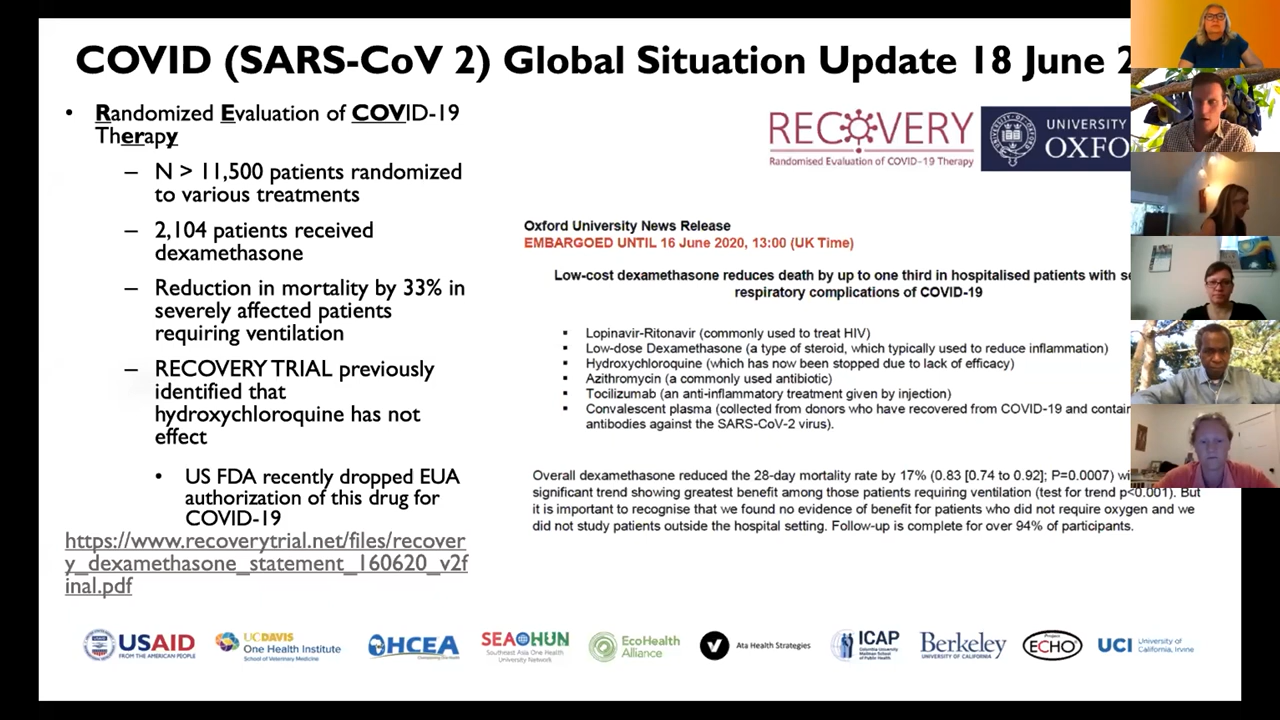 COVID (SARS-CoV 2) Global Situation Update 18 June 2
• Randomized Evaluation of COVID-19
Therapy
– N > 11,500 patients randomized
to various treatments
– 2,104 patients received
dexamethasone
– Reduction in mortality by 33% in
severely affected patients
requiring ventilation
– RECOVERY TRIAL previously
identified that
hydroxychloroquine has not
effect
• US FDA recently dropped EUA
authorization of this drug for
COVID-19
https://www.recoverytrial.net/files/recover
y_dexamethasone_statement_160620_v2f
inal.pdf
RECOVERY
Randomised Evaluation of COVID-19 Therapy
UNIVERSITY
OXFO
Oxford University News Release
EMBARGOED UNTIL 16 June 2020, 13:00 (UK Time)
Low-cost dexamethasone reduces death by up to one third in hospitalised patients with se
respiratory complications of COVID-19
▪ Lopinavir-Ritonavir (commonly used to treat HIV)
▪ Low-dose Dexamethasone (a type of steroid, which typically used to reduce inflammation)
▪ Hydroxychloroquine (which has now been stopped due to lack of efficacy)
▪ Azithromycin (a commonly used antibiotic)
▪ Tocilizumab (an anti-inflammatory treatment given by injection)
▪ Convalescent plasma (collected from donors who have recovered from COVID-19 and contain
antibodies against the SARS-CoV-2 virus).
Overall dexamethasone reduced the 28-day mortality rate by 17% (0.83 [0.74 to 0.92]; P=0.0007) wi
significant trend showing greatest benefit among those patients requiring ventilation (test for trend p<0.001). But
it is important to recognise that we found no evidence of benefit for patients who did not require oxygen and we
did not study patients outside the hospital setting. Follow-up is complete for over 94% of participants.
USAID
FROM THE AMERICAN PEOPLE
UCDAVIS
One Health Institute
School of Veterinary Medicine
OHCEA
SEAOHUN
Southeast Asia One Health
University Network
EcoHealth
Alliance
Ata Health Strategies
ICAP
Columbia University
Mailman School
of Public Health
Berkeley
UNIVERSITY OF CALIFORNIA
Project
ECHO
UCI
University of
California, Irvine